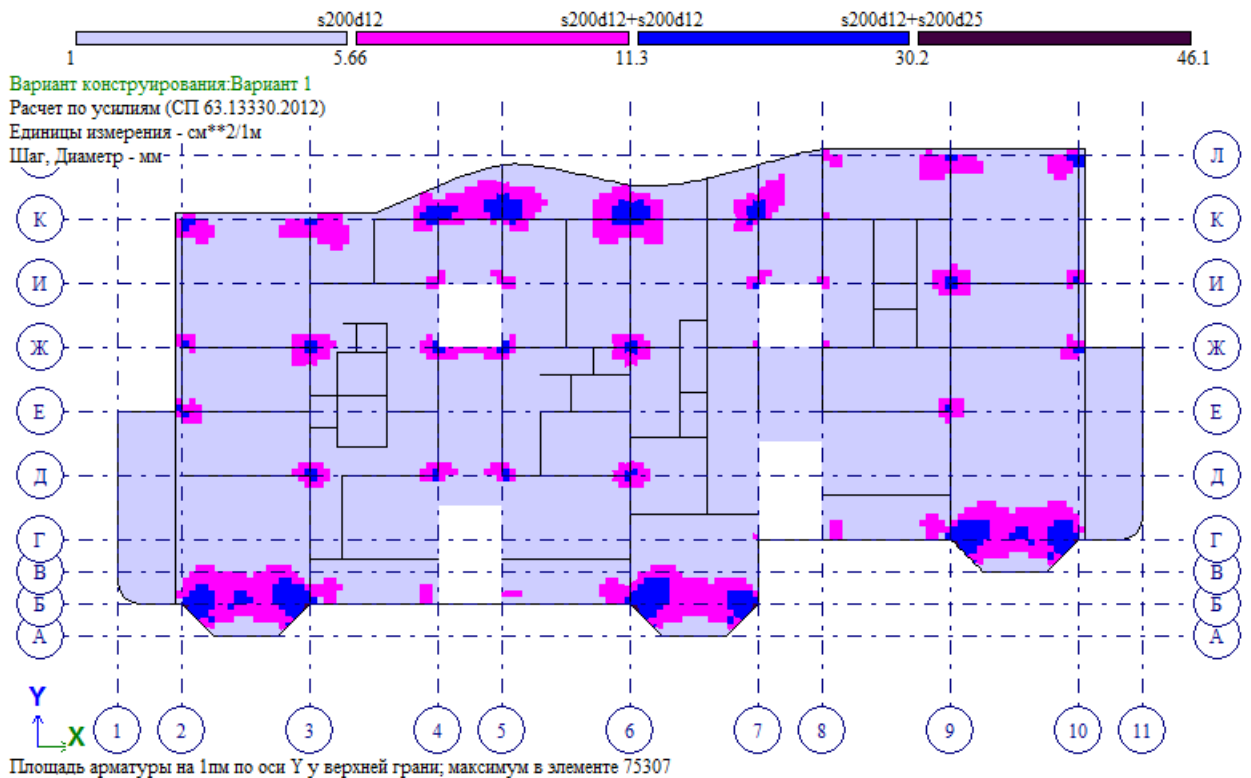 s200d12 s200d12+s200d12 s200d12+s200d25
1 5.66 11.3 30.2 46.1
Вариант конструирования:Вариант 1
Расчет по усилиям (СП 63.13330.2012)
Единицы измерения - см**2/1м
Шаг, Диаметр - мм
Л
К К
И И
Ж Ж
Е Е
Д Д
Г Г
В В
Б Б
А А
Y
X 1 2 3 4 5 6 7 8 9 10 11
Площадь арматуры на 1пм по оси Y у верхней грани; максимум в элементе 75307